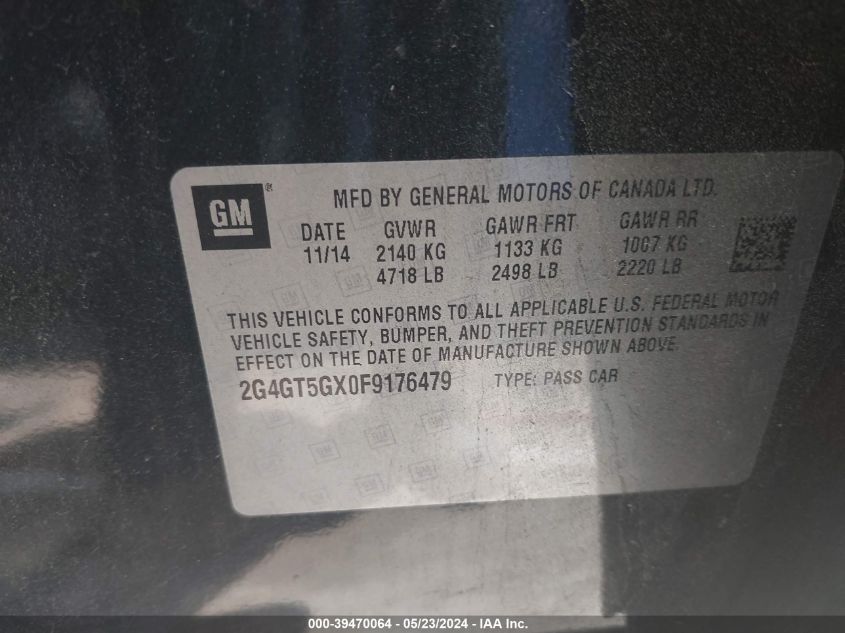 GM ®
MFD BY GENERAL MOTORS OF CANADA LTD.
DATE GVWR GAWR FRT GAWR RR
11/14 2140 KG 1133 KG 1007 KG
4718 LB 2498 LB 2220 LB
THIS VEHICLE CONFORMS TO ALL APPLICABLE U.S. FEDERAL MOTOR
VEHICLE SAFETY, BUMPER, AND THEFT PREVENTION STANDARDS IN
EFFECT ON THE DATE OF MANUFACTURE SHOWN ABOVE
2G4GT5GX0F9176479 TYPE: PASS CAR
000-39470064 - 05/23/2024 - IAA Inc.